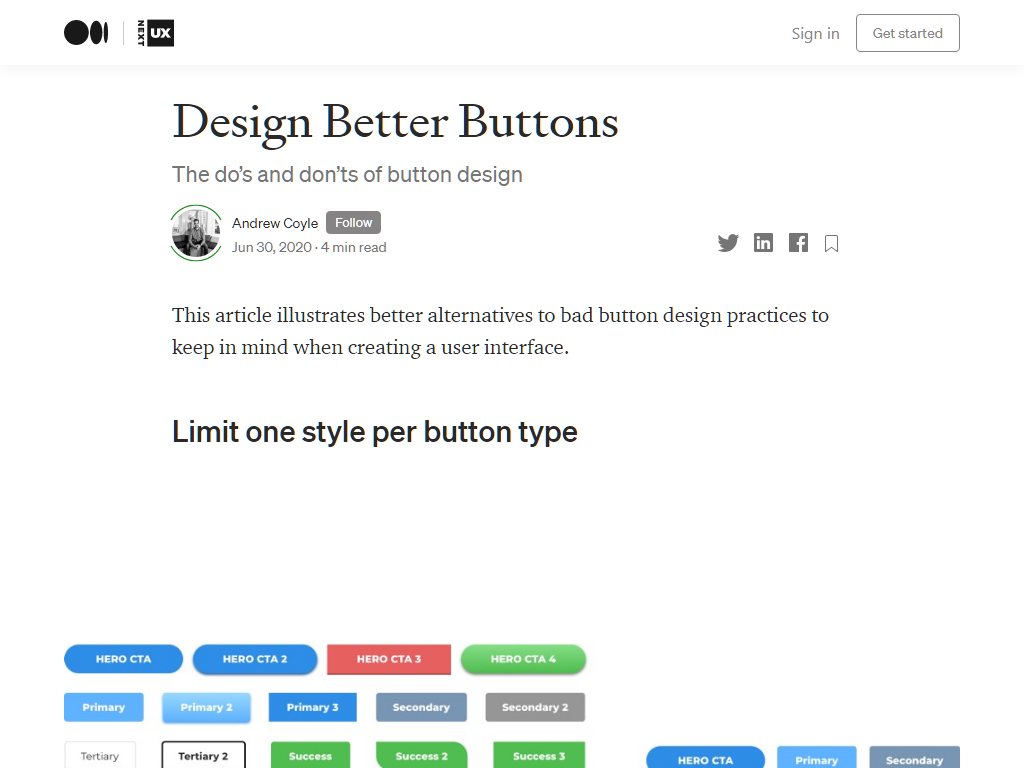 NEXT UX
Sign in
Get started
Design Better Buttons
The do’s and don’ts of button design
Andrew Coyle Follow
Jun 30, 2020 · 4 min read
This article illustrates better alternatives to bad button design practices to
keep in mind when creating a user interface.
Limit one style per button type
HERO CTA HERO CTA 2 HERO CTA 3 HERO CTA 4
Primary Primary 2 Primary 3 Secondary Secondary 2
Tertiary Tertiary 2 Success Success 2 Success 3
HERO CTA Primary Secondary